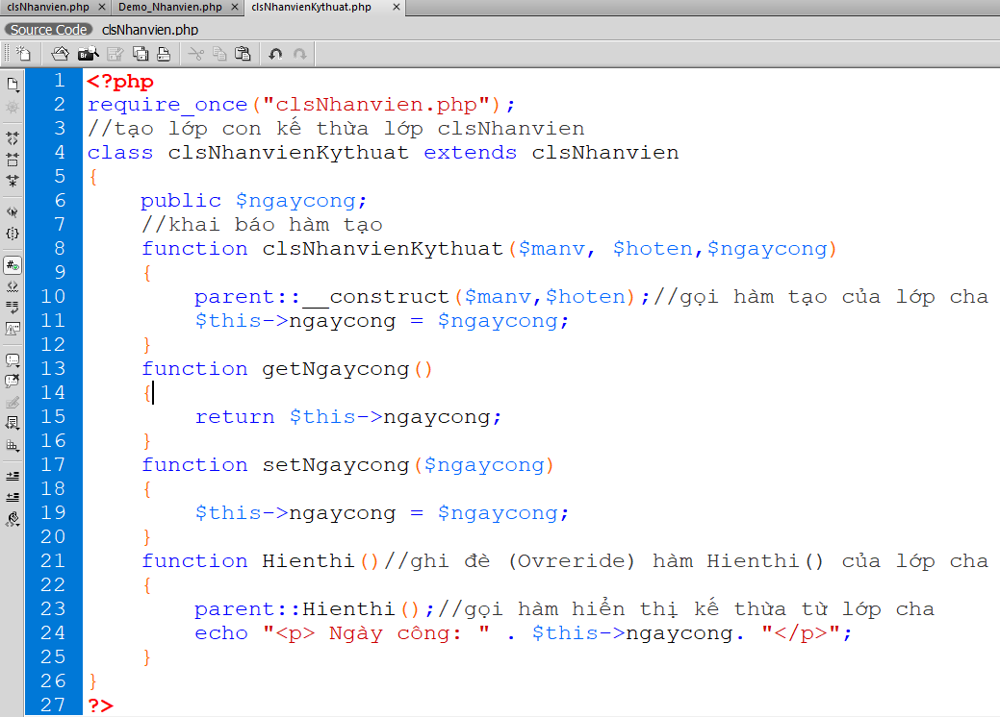 clsNhanvien.php × Demo_Nhanvien.php × clsNhanvienKythuat.php ×
Source Code clsNhanvien.php
1 <?php
2 require_once("clsNhanvien.php");
3 //tạo lớp con kế thừa lớp clsNhanvien
4 class clsNhanvienKythuat extends clsNhanvien
5 {
6 public $ngaycong;
7 //khai báo hàm tạo
8 function clsNhanvienKythuat($manv, $hoten,$ngaycong)
9 {
10 parent::__construct($manv,$hoten);//gọi hàm tạo của lớp cha
11 $this->ngaycong = $ngaycong;
12 }
13 function getNgaycong()
14 {
15 return $this->ngaycong;
16 }
17 function setNgaycong($ngaycong)
18 {
19 $this->ngaycong = $ngaycong;
20 }
21 function Hienthi()//ghi đè (Ovreride) hàm Hienthi() của lớp cha
22 {
23 parent::Hienthi();//gọi hàm hiển thị kế thừa từ lớp cha
24 echo "<p> Ngày công: " . $this->ngaycong. "</p>";
25 }
26 }
27 ?>